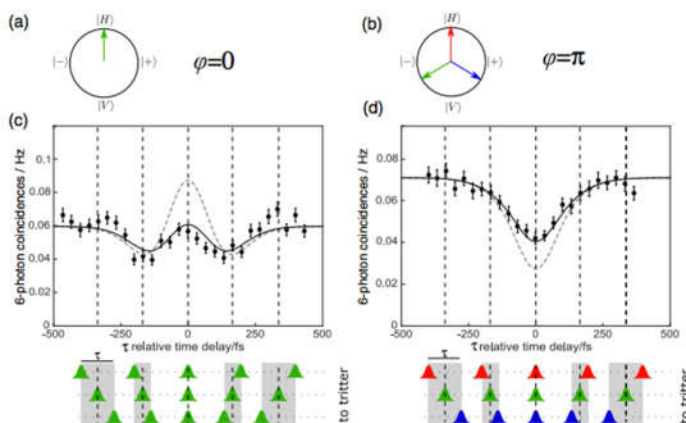 (a)
|H⟩
|−⟩
|+⟩
|V⟩
φ=0
(b)
|H⟩
|−⟩
|+⟩
|V⟩
φ=π
(c)
6-photon coincidences / Hz
0,1
0.08
0.06
0.04
0.02
0
-500
-250
0
250
500
τ relative time delay/fs
τ
to tritter
(d)
6-photon coincidences / Hz
0.08
0.06
0.04
0.02
0
-500
-250
0
250
500
τ relative time delay/fs
τ
to tritter